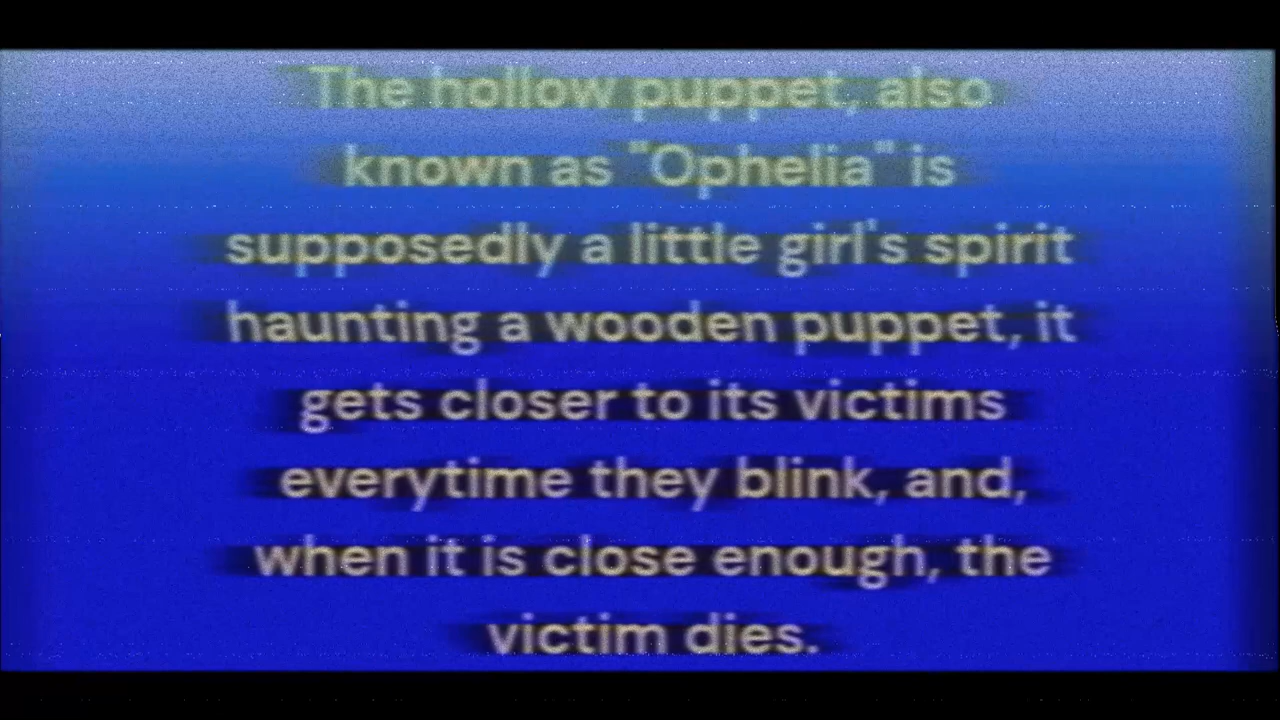 The hollow puppet, also
known as "Ophelia" is
supposedly a little girl's spirit
haunting a wooden puppet, it
gets closer to its victims
everytime they blink, and,
when it is close enough, the
victim dies.